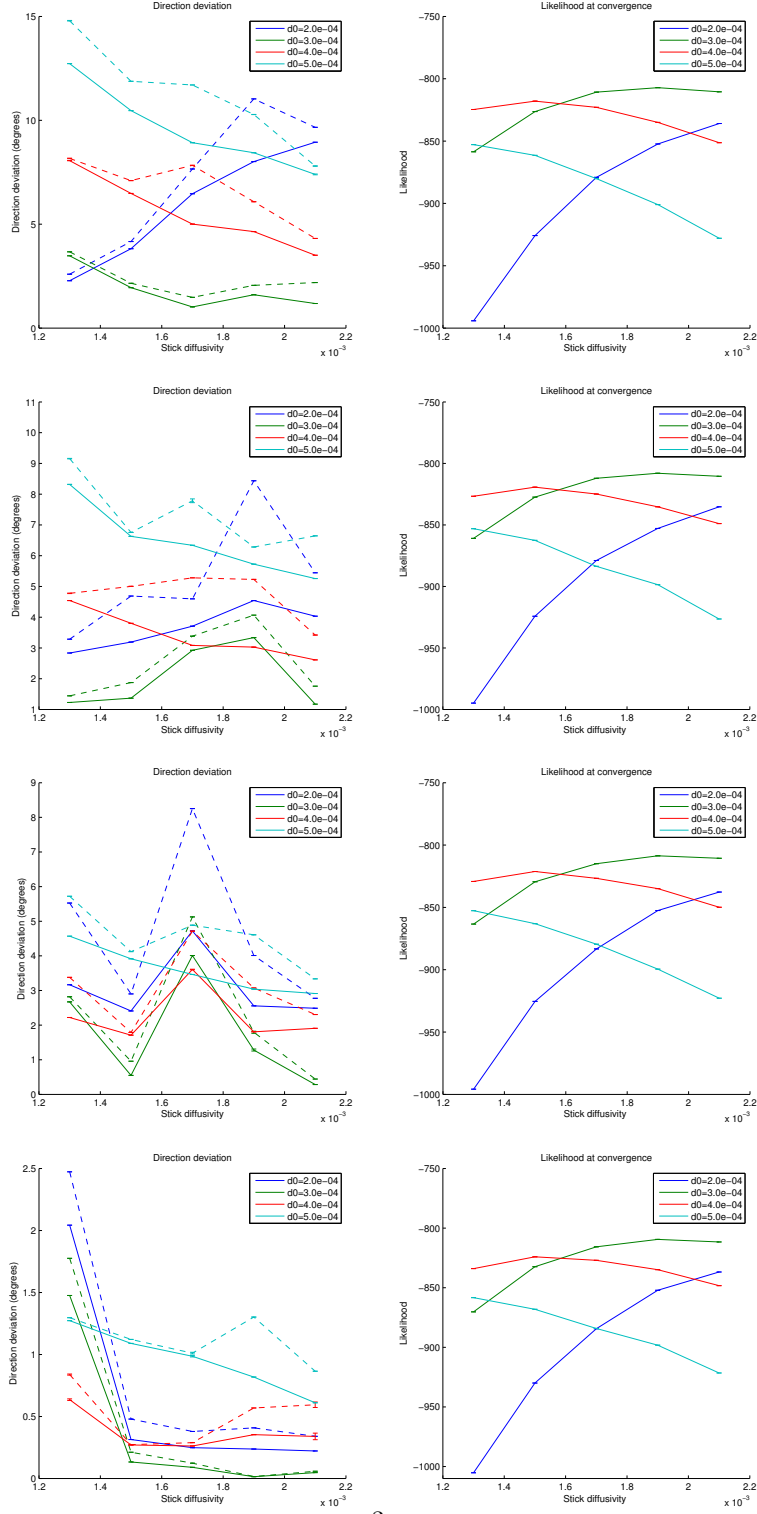 Direction deviation
15
10
5
0
1.2
1.4
1.6
1.8
2
2.2
x 10⁻³
Stick diffusivity
Direction deviation (degrees)
d0=2.0e−04
d0=3.0e−04
d0=4.0e−04
d0=5.0e−04
Likelihood at convergence
−750
−800
−850
−900
−950
−1000
1.2
1.4
1.6
1.8
2
2.2
x 10⁻³
Stick diffusivity
Likelihood
d0=2.0e−04
d0=3.0e−04
d0=4.0e−04
d0=5.0e−04
Direction deviation
11
10
9
8
7
6
5
4
3
2
1
1.2
1.4
1.6
1.8
2
2.2
x 10⁻³
Stick diffusivity
Direction deviation (degrees)
d0=2.0e−04
d0=3.0e−04
d0=4.0e−04
d0=5.0e−04
Likelihood at convergence
−750
−800
−850
−900
−950
−1000
1.2
1.4
1.6
1.8
2
2.2
x 10⁻³
Stick diffusivity
Likelihood
d0=2.0e−04
d0=3.0e−04
d0=4.0e−04
d0=5.0e−04
Direction deviation
9
8
7
6
5
4
3
2
1
0
1.2
1.4
1.6
1.8
2
2.2
x 10⁻³
Stick diffusivity
Direction deviation (degrees)
d0=2.0e−04
d0=3.0e−04
d0=4.0e−04
d0=5.0e−04
Likelihood at convergence
−750
−800
−850
−900
−950
−1000
1.2
1.4
1.6
1.8
2
2.2
x 10⁻³
Stick diffusivity
Likelihood
d0=2.0e−04
d0=3.0e−04
d0=4.0e−04
d0=5.0e−04
Direction deviation
2.5
2
1.5
1
0.5
0
1.2
1.4
1.6
1.8
2
2.2
x 10⁻³
Stick diffusivity
Direction deviation (degrees)
d0=2.0e−04
d0=3.0e−04
d0=4.0e−04
d0=5.0e−04
Likelihood at convergence
−750
−800
−850
−900
−950
−1000
1.2
1.4
1.6
1.8
2
2.2
x 10⁻³
Stick diffusivity
Likelihood
d0=2.0e−04
d0=3.0e−04
d0=4.0e−04
d0=5.0e−04